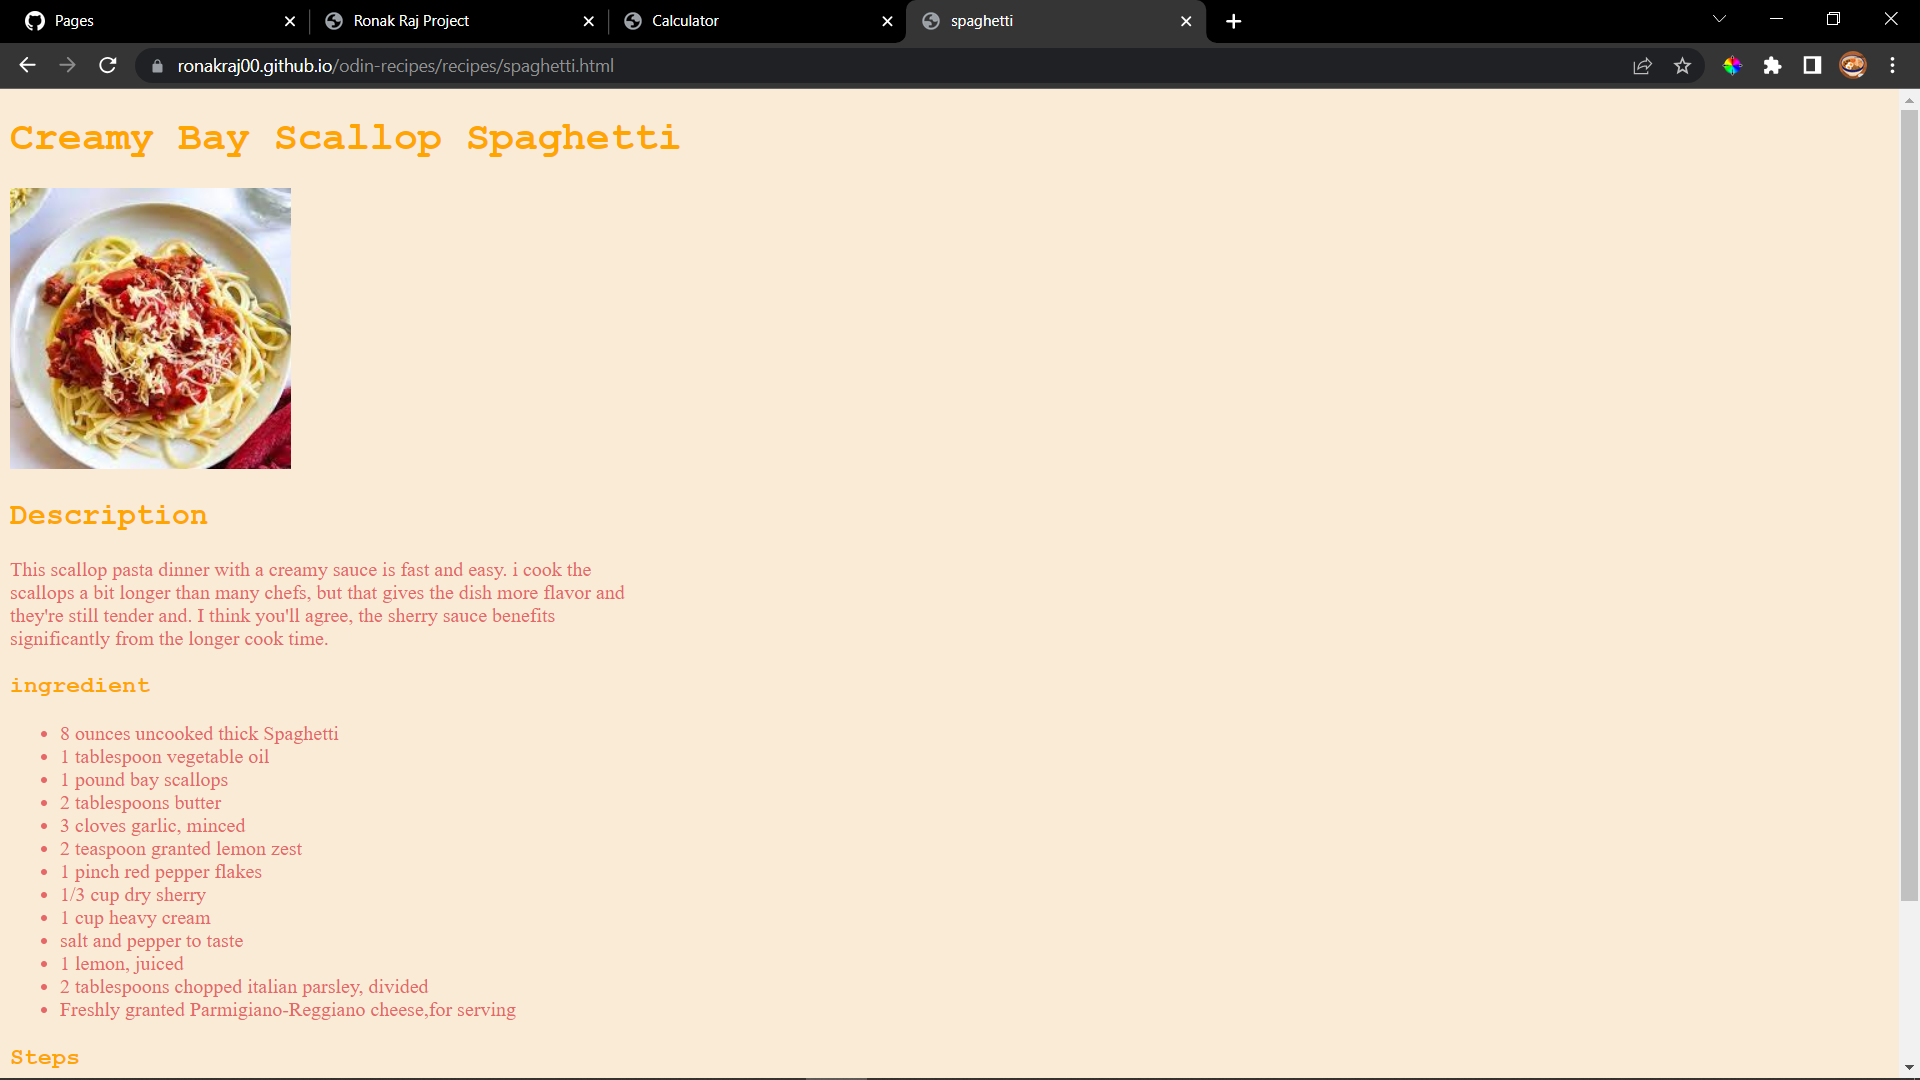 Pages
Ronak Raj Project
Calculator
spaghetti
ronakraj00.github.io/odin-recipes/recipes/spaghetti.html
Creamy Bay Scallop Spaghetti
Description
This scallop pasta dinner with a creamy sauce is fast and easy. i cook the
scallops a bit longer than many chefs, but that gives the dish more flavor and
they're still tender and. I think you'll agree, the sherry sauce benefits
significantly from the longer cook time.
ingredient
8 ounces uncooked thick Spaghetti
1 tablespoon vegetable oil
1 pound bay scallops
2 tablespoons butter
3 cloves garlic, minced
2 teaspoon granted lemon zest
1 pinch red pepper flakes
1/3 cup dry sherry
1 cup heavy cream
salt and pepper to taste
1 lemon, juiced
2 tablespoons chopped italian parsley, divided
Freshly granted Parmigiano-Reggiano cheese,for serving
Steps